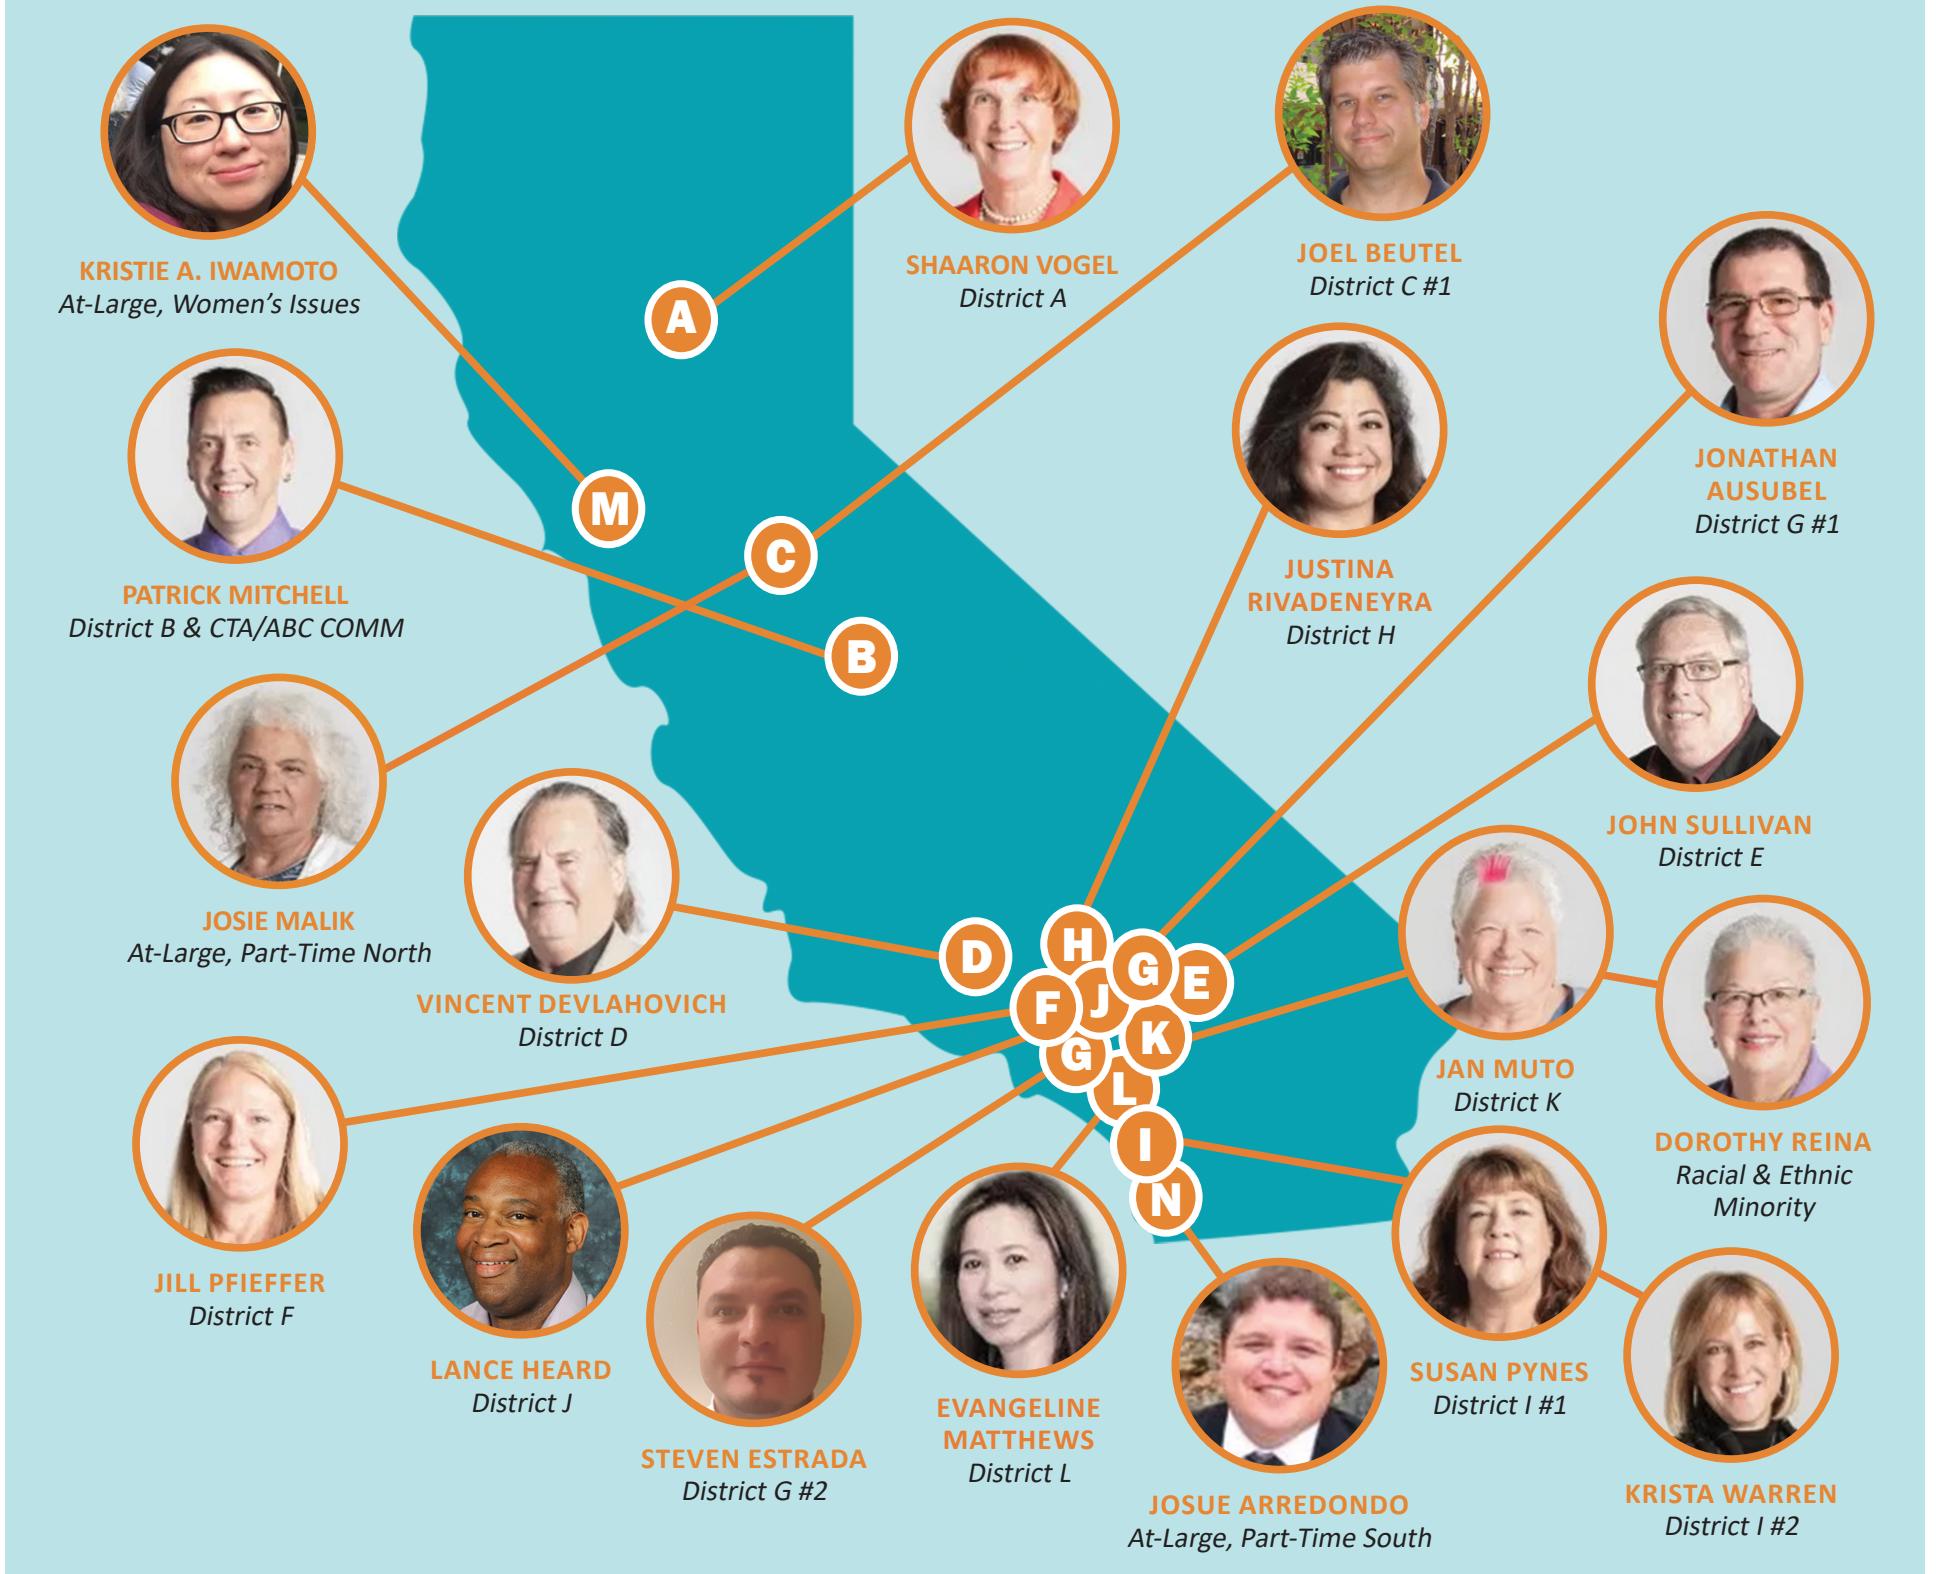 KRISTIE A. IWAMOTO
At-Large, Women's Issues
SHAARON VOGEL
District A
JOEL BEUTEL
District C #1
JONATHAN
AUSUBEL
District G #1
PATRICK MITCHELL
District B & CTA/ABC COMM
JUSTINA
RIVADENEYRA
District H
JOHN SULLIVAN
District E
JOSIE MALIK
At-Large, Part-Time North
VINCENT DEVLAHOVICH
District D
JAN MUTO
District K
DOROTHY REINA
Racial & Ethnic
Minority
JILL PFIEFFER
District F
LANCE HEARD
District J
STEVEN ESTRADA
District G #2
EVANGELINE
MATTHEWS
District L
JOSUE ARREDONDO
At-Large, Part-Time South
SUSAN PYNES
District I #1
KRISTA WARREN
District I #2
A
M
C
B
D
H
G
E
F
J
K
G
L
I
N